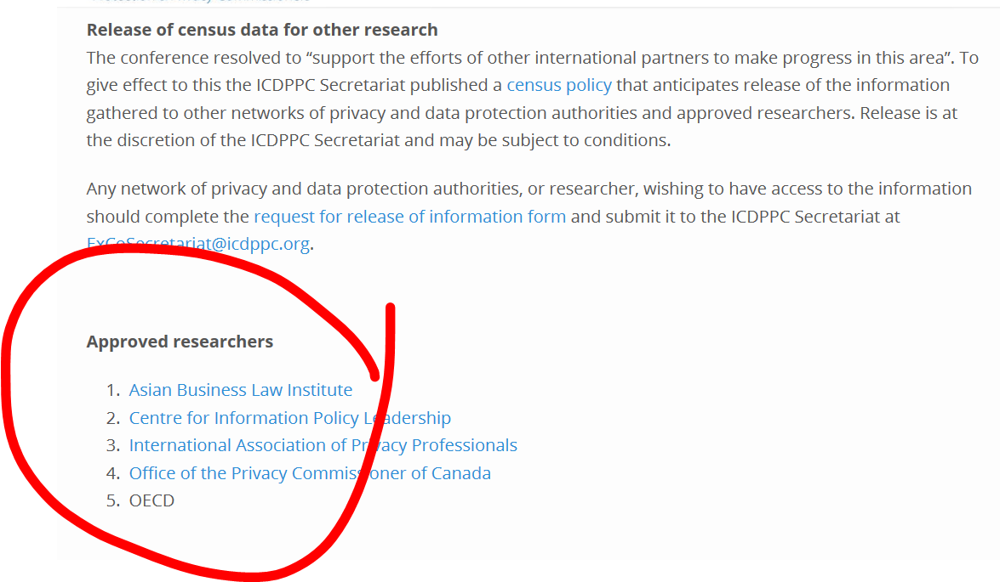 Release of census data for other research
The conference resolved to “support the efforts of other international partners to make progress in this area”. To
give effect to this the ICDPPC Secretariat published a census policy that anticipates release of the information
gathered to other networks of privacy and data protection authorities and approved researchers. Release is at
the discretion of the ICDPPC Secretariat and may be subject to conditions.
Any network of privacy and data protection authorities, or researcher, wishing to have access to the information
should complete the request for release of information form and submit it to the ICDPPC Secretariat at
ExCoSecretariat@icdppc.org.
Approved researchers
1. Asian Business Law Institute
2. Centre for Information Policy Leadership
3. International Association of Privacy Professionals
4. Office of the Privacy Commissioner of Canada
5. OECD